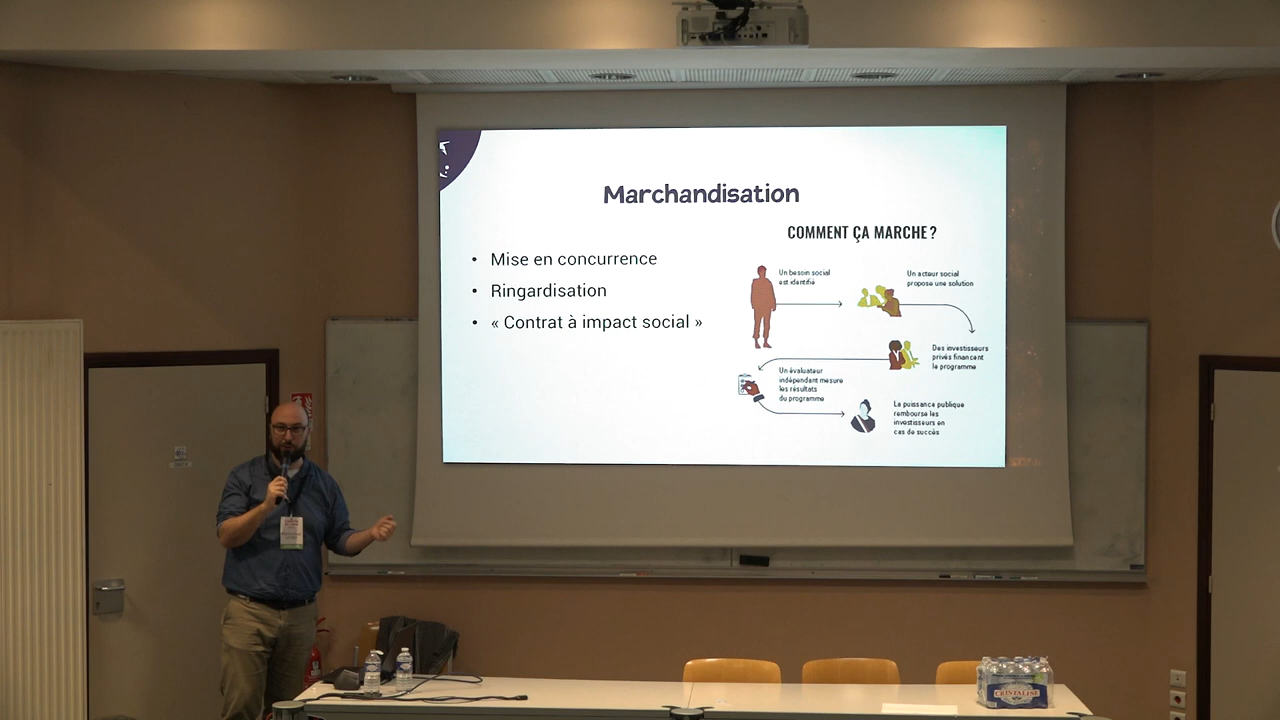 Marchandisation
• Mise en concurrence
• Ringardisation
• « Contrat à impact social »
COMMENT ÇA MARCHE ?
Un besoin social
est identifié
Un acteur social
propose une solution
Des investisseurs
privés financent
le programme
Un évaluateur
indépendant mesure
les résultats
du programme
La puissance publique
rembourse les
investisseurs en
cas de succès
CRISTALINE